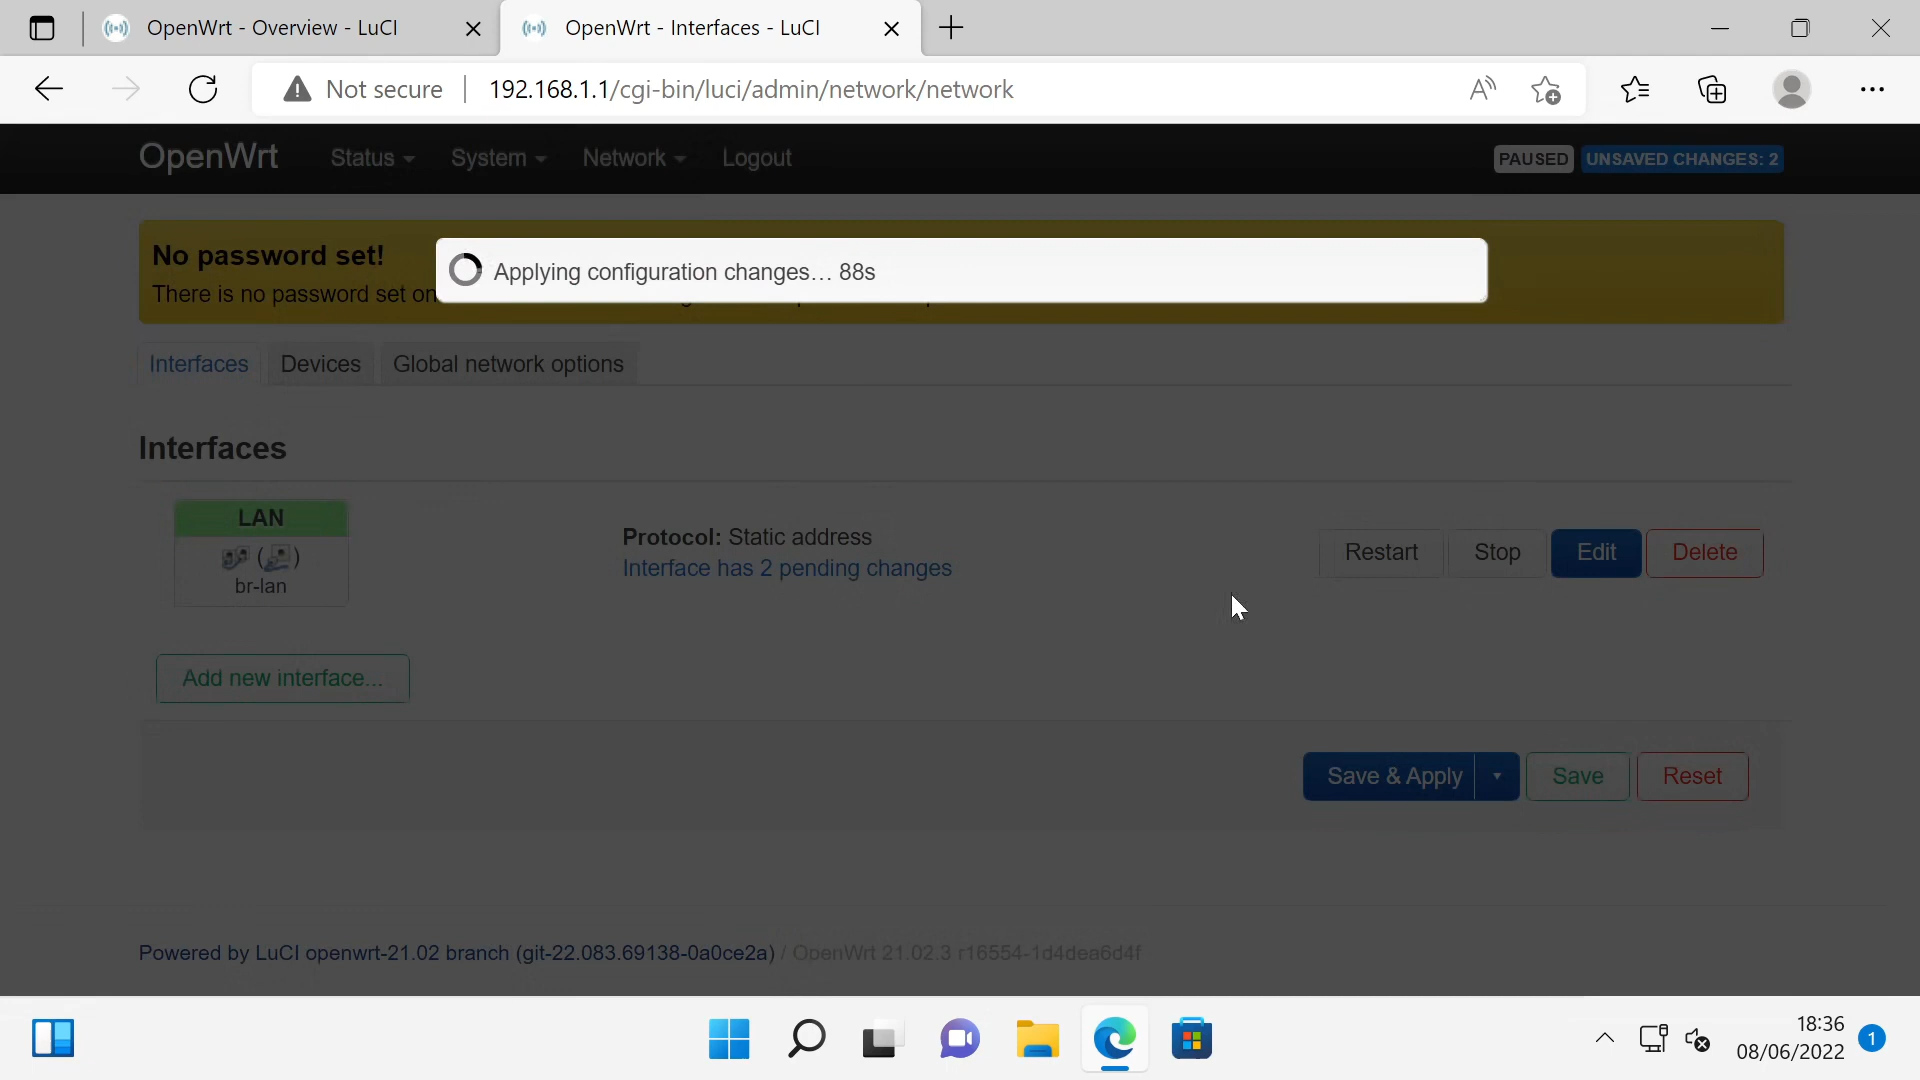 OpenWrt - Overview - LuCI
OpenWrt - Interfaces - LuCI
Not secure
192.168.1.1/cgi-bin/luci/admin/network/network
OpenWrt Status System Network Logout
PAUSED UNSAVED CHANGES: 2
No password set!
There is no password set on
Applying configuration changes… 88s
Interfaces Devices Global network options
Interfaces
LAN
br-lan
Protocol: Static address
Interface has 2 pending changes
Restart Stop Edit Delete
Add new interface...
Save & Apply Save Reset
Powered by LuCI openwrt-21.02 branch (git-22.083.69138-0a0ce2a) / OpenWrt 21.02.3 r16554-1d4dea6d4f
18:36
08/06/2022
1